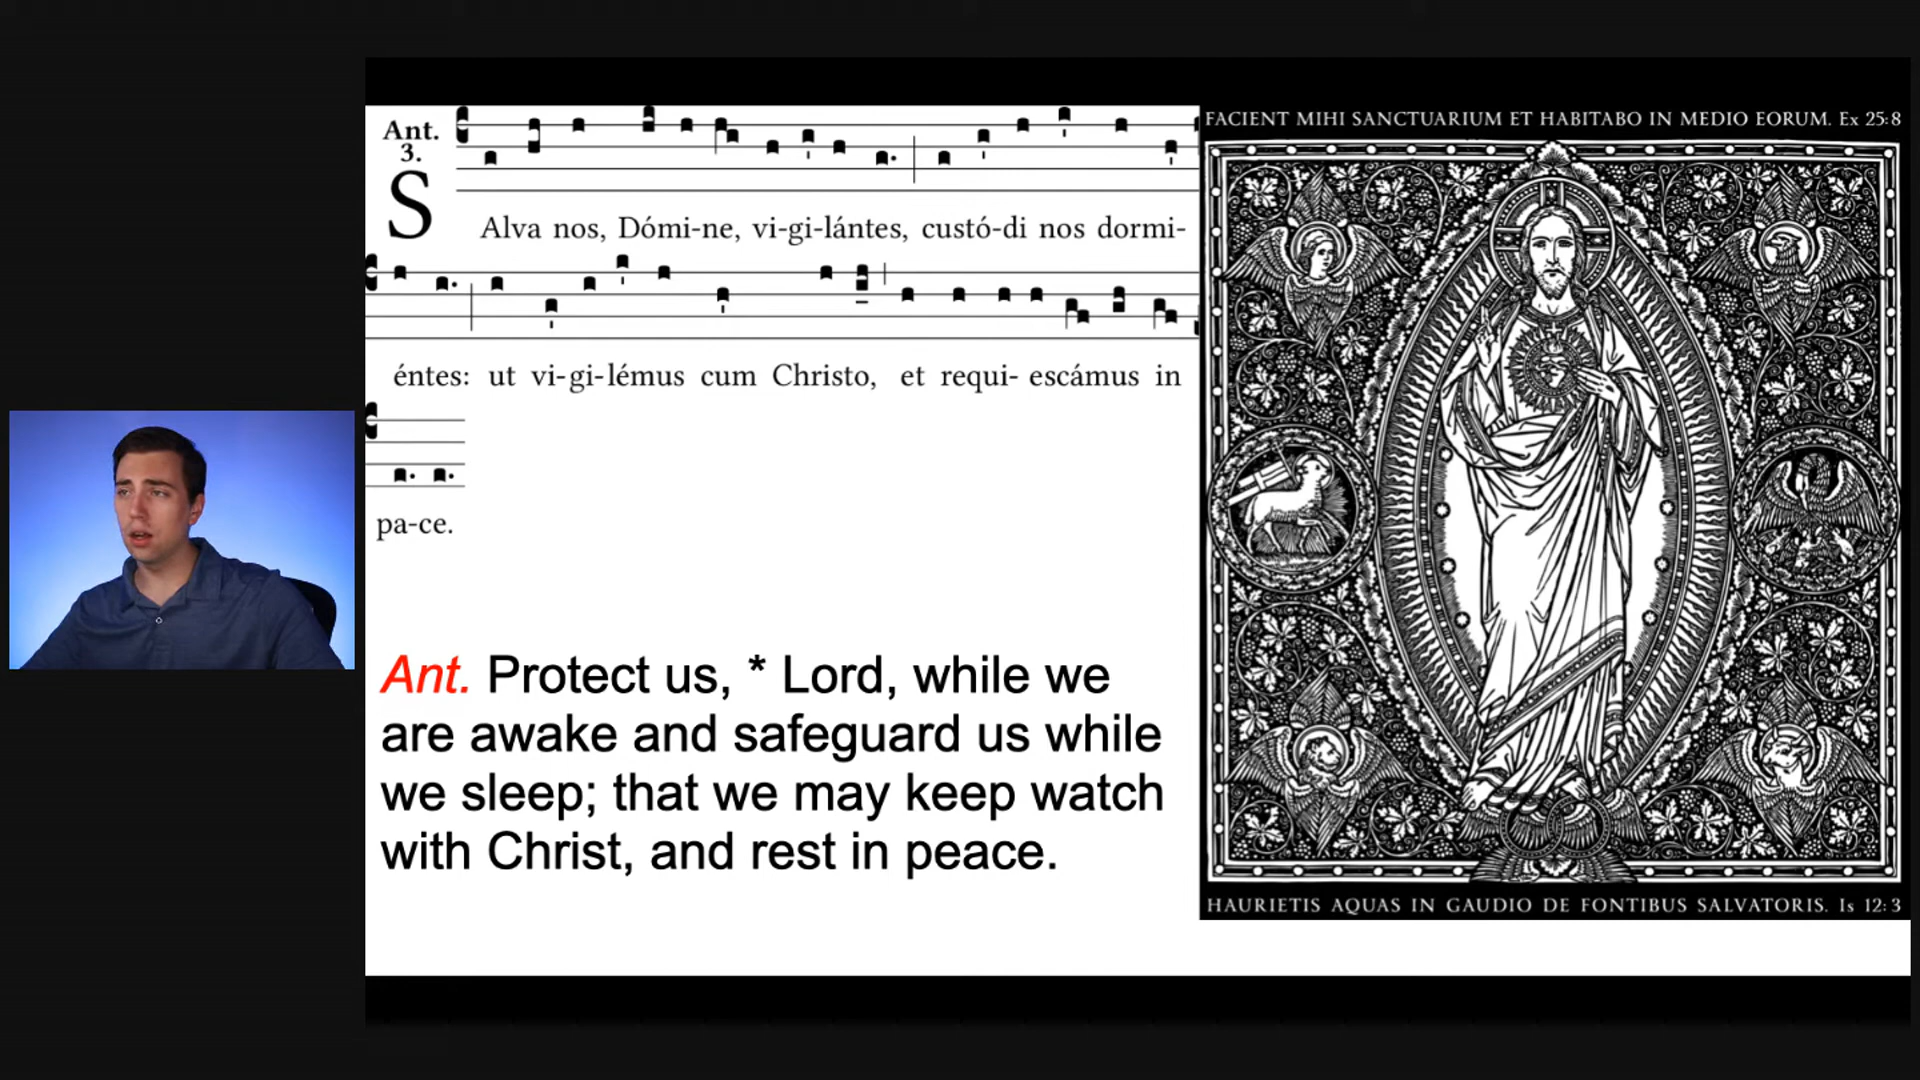 Ant.
3.
SAlva nos, Dómi-ne, vi-gi-lántes, custó-di nos dormi-
éntes: ut vi-gi-lémus cum Christo, et requi- escámus in
pa-ce.
Ant. Protect us, * Lord, while we
are awake and safeguard us while
we sleep; that we may keep watch
with Christ, and rest in peace.
FACIENT MIHI SANCTUARIUM ET HABITABO IN MEDIO EORUM. Ex 25:8
HAURIETIS AQUAS IN GAUDIO DE FONTIBUS SALVATORIS. Is 12:3